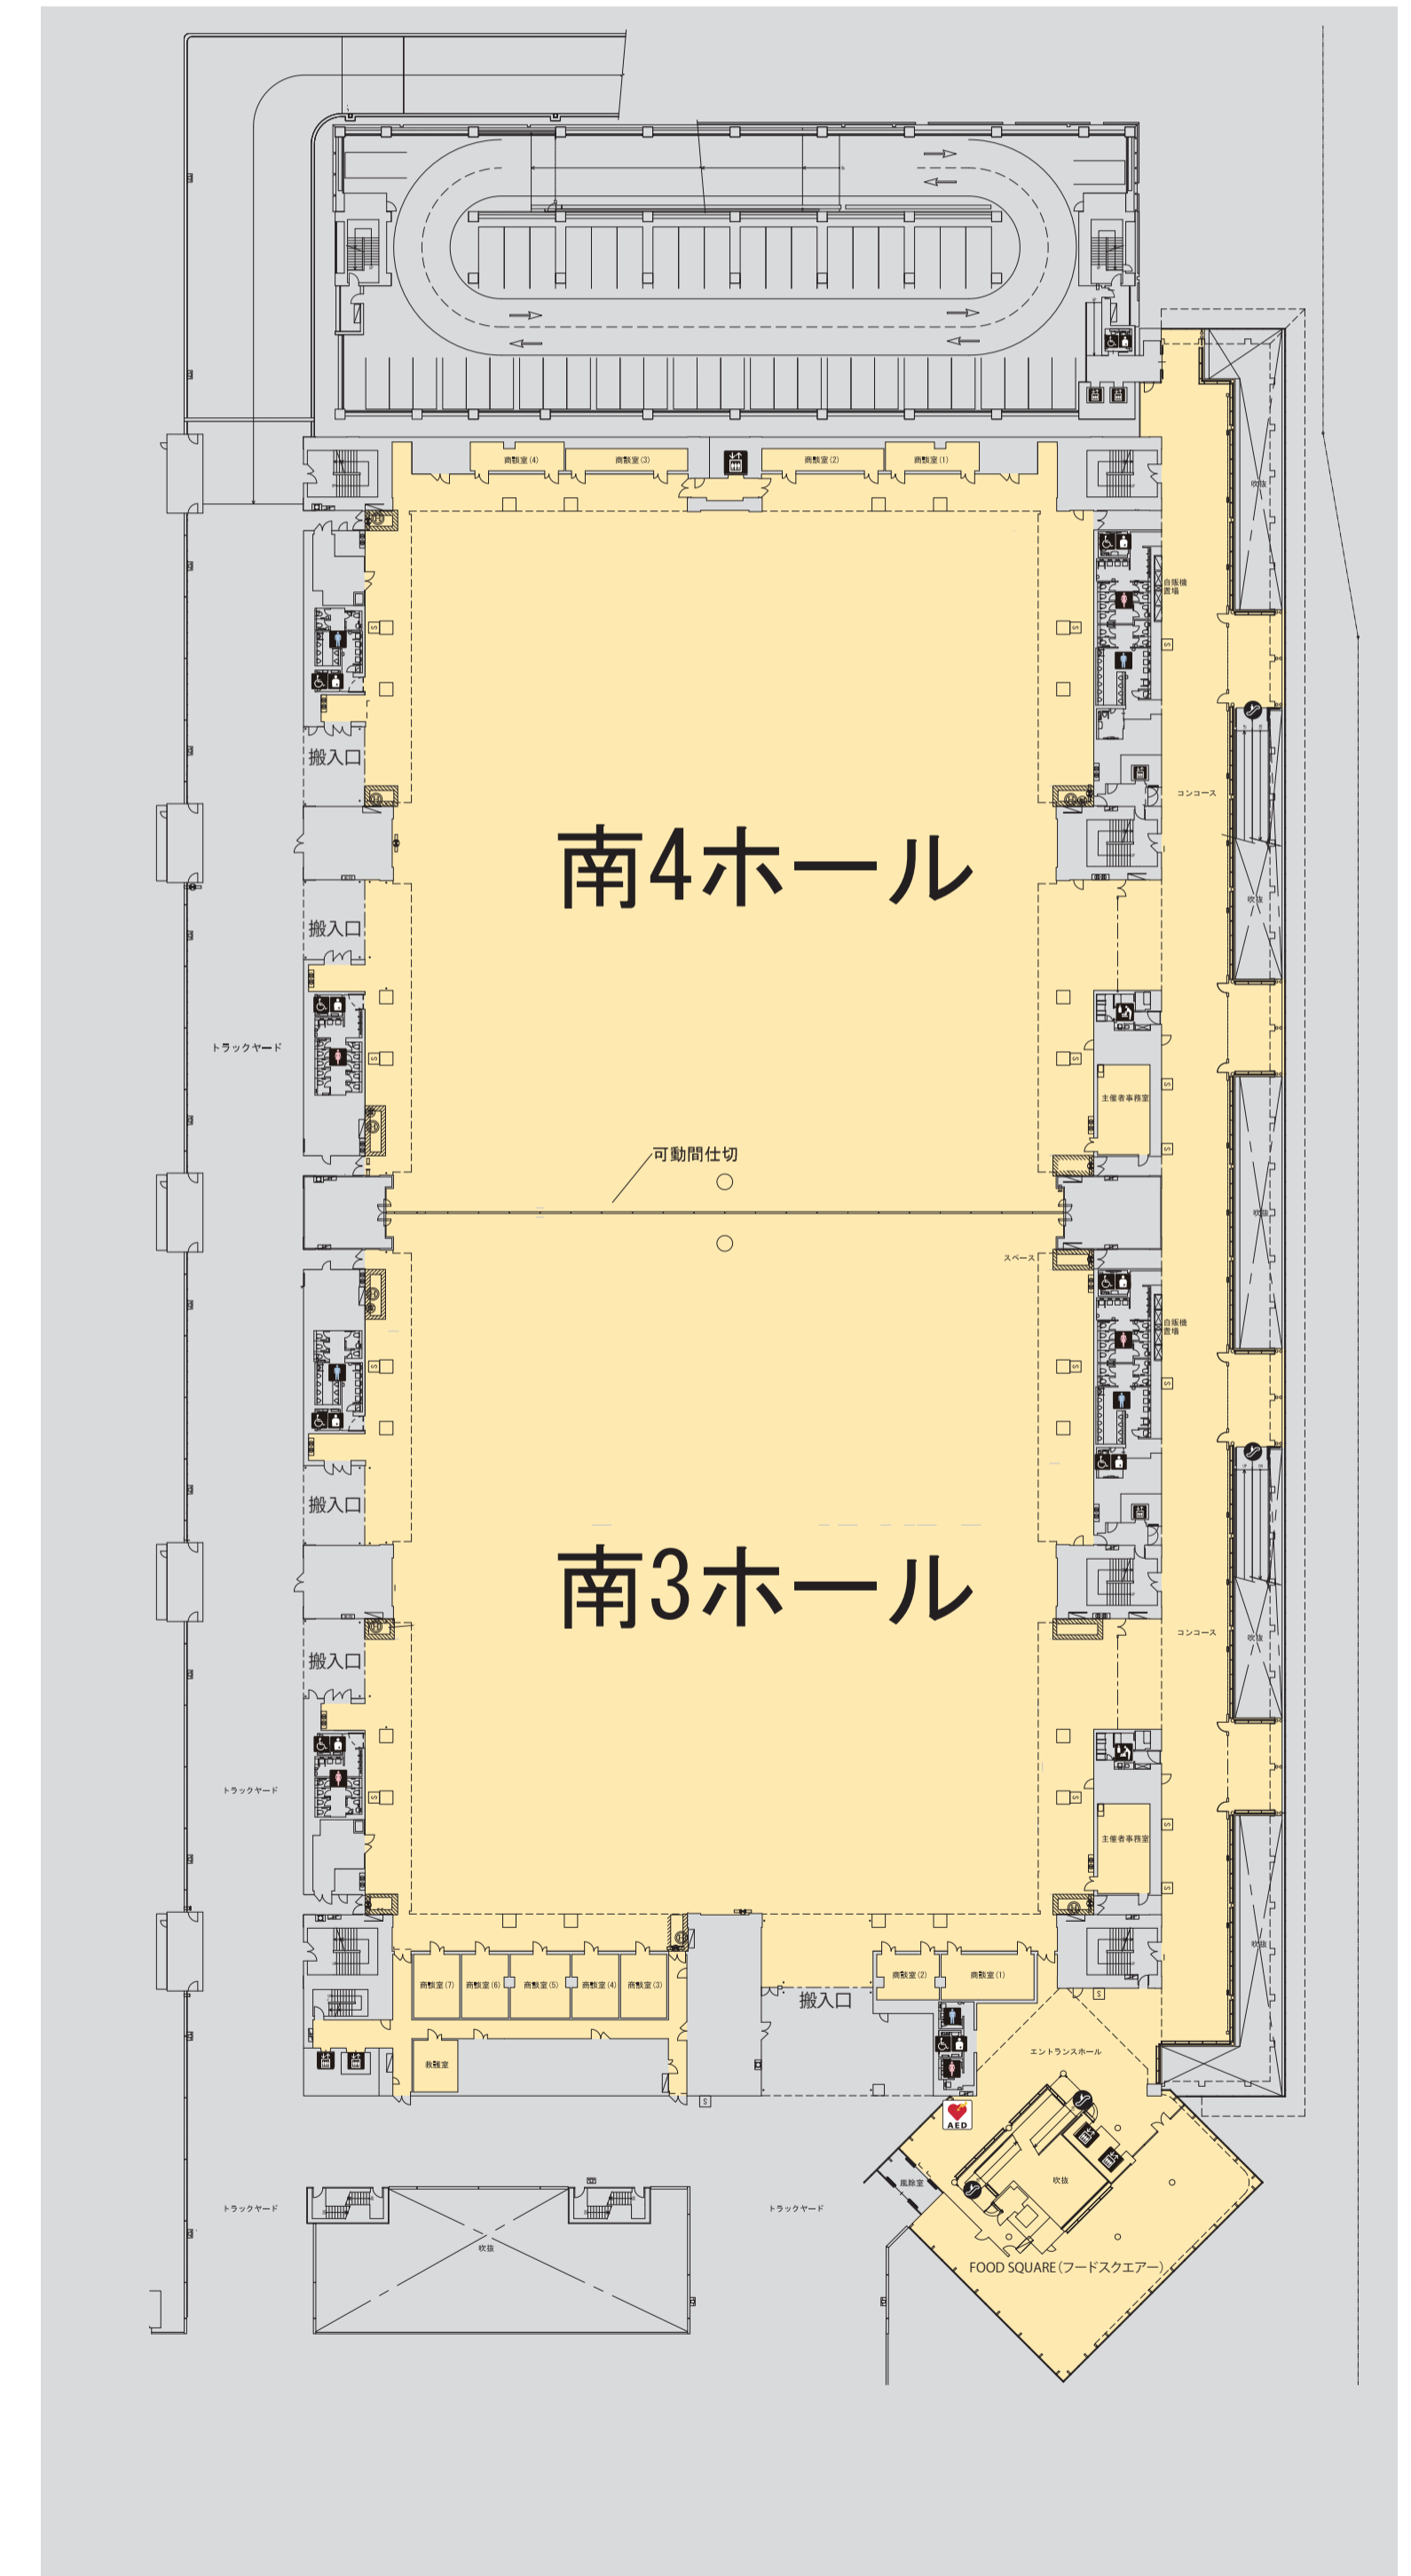 商談室(4)
商談室(3)
商談室(2)
商談室(1)
吹抜
自販機
置場
搬入口
コンコース
南4ホール
吹抜
搬入口
トラックヤード
主催者事務室
可動間仕切
吹抜
スペース
自販機
置場
搬入口
南3ホール
コンコース
吹抜
搬入口
トラックヤード
主催者事務室
吹抜
商談室(7)
商談室(6)
商談室(5)
商談室(4)
商談室(3)
商談室(2)
商談室(1)
搬入口
エントランスホール
救護室
AED
吹抜
風除室
トラックヤード
トラックヤード
吹抜
FOOD SQUARE(フードスクエアー)